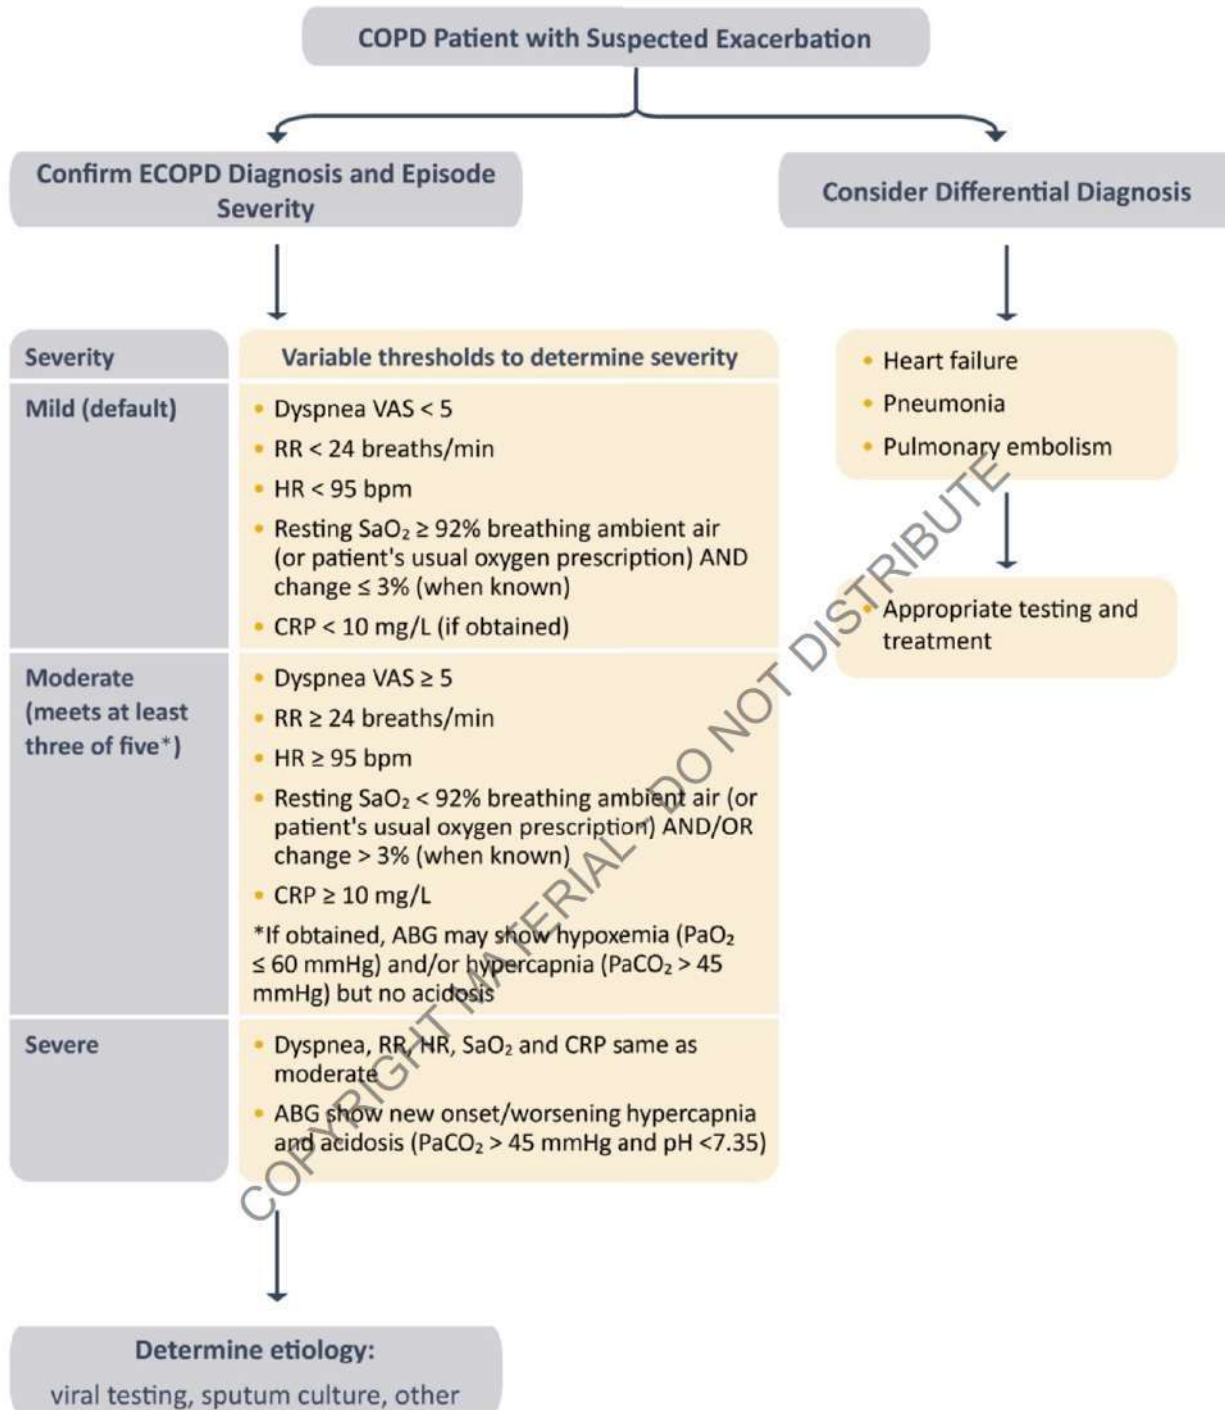 COPD Patient with Suspected Exacerbation
Confirm ECOPD Diagnosis and Episode
Severity
Consider Differential Diagnosis
Severity
Variable thresholds to determine severity
Mild (default)
• Dyspnea VAS < 5
• RR < 24 breaths/min
• HR < 95 bpm
• Resting SaO₂ ≥ 92% breathing ambient air
(or patient's usual oxygen prescription) AND
change ≤ 3% (when known)
• CRP < 10 mg/L (if obtained)
Moderate
(meets at least
three of five*)
• Dyspnea VAS ≥ 5
• RR ≥ 24 breaths/min
• HR ≥ 95 bpm
• Resting SaO₂ < 92% breathing ambient air (or
patient's usual oxygen prescription) AND/OR
change > 3% (when known)
• CRP ≥ 10 mg/L
*If obtained, ABG may show hypoxemia (PaO₂
≤ 60 mmHg) and/or hypercapnia (PaCO₂ > 45
mmHg) but no acidosis
Severe
• Dyspnea, RR, HR, SaO₂ and CRP same as
moderate
• ABG show new onset/worsening hypercapnia
and acidosis (PaCO₂ > 45 mmHg and pH <7.35)
• Heart failure
• Pneumonia
• Pulmonary embolism
• Appropriate testing and
treatment
Determine etiology:
viral testing, sputum culture, other
COPYRIGHT MATERIAL - DO NOT DISTRIBUTE